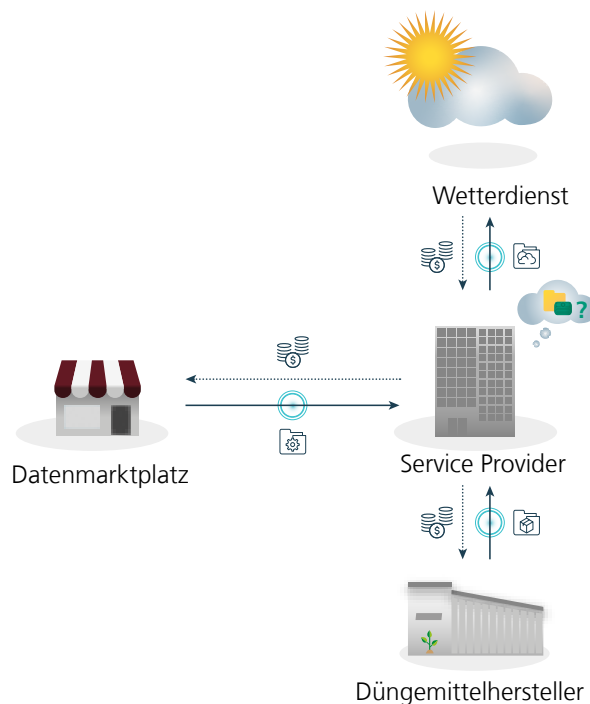 Wetterdienst
$
?
$
Datenmarktplatz
Service Provider
$
Düngemittelhersteller